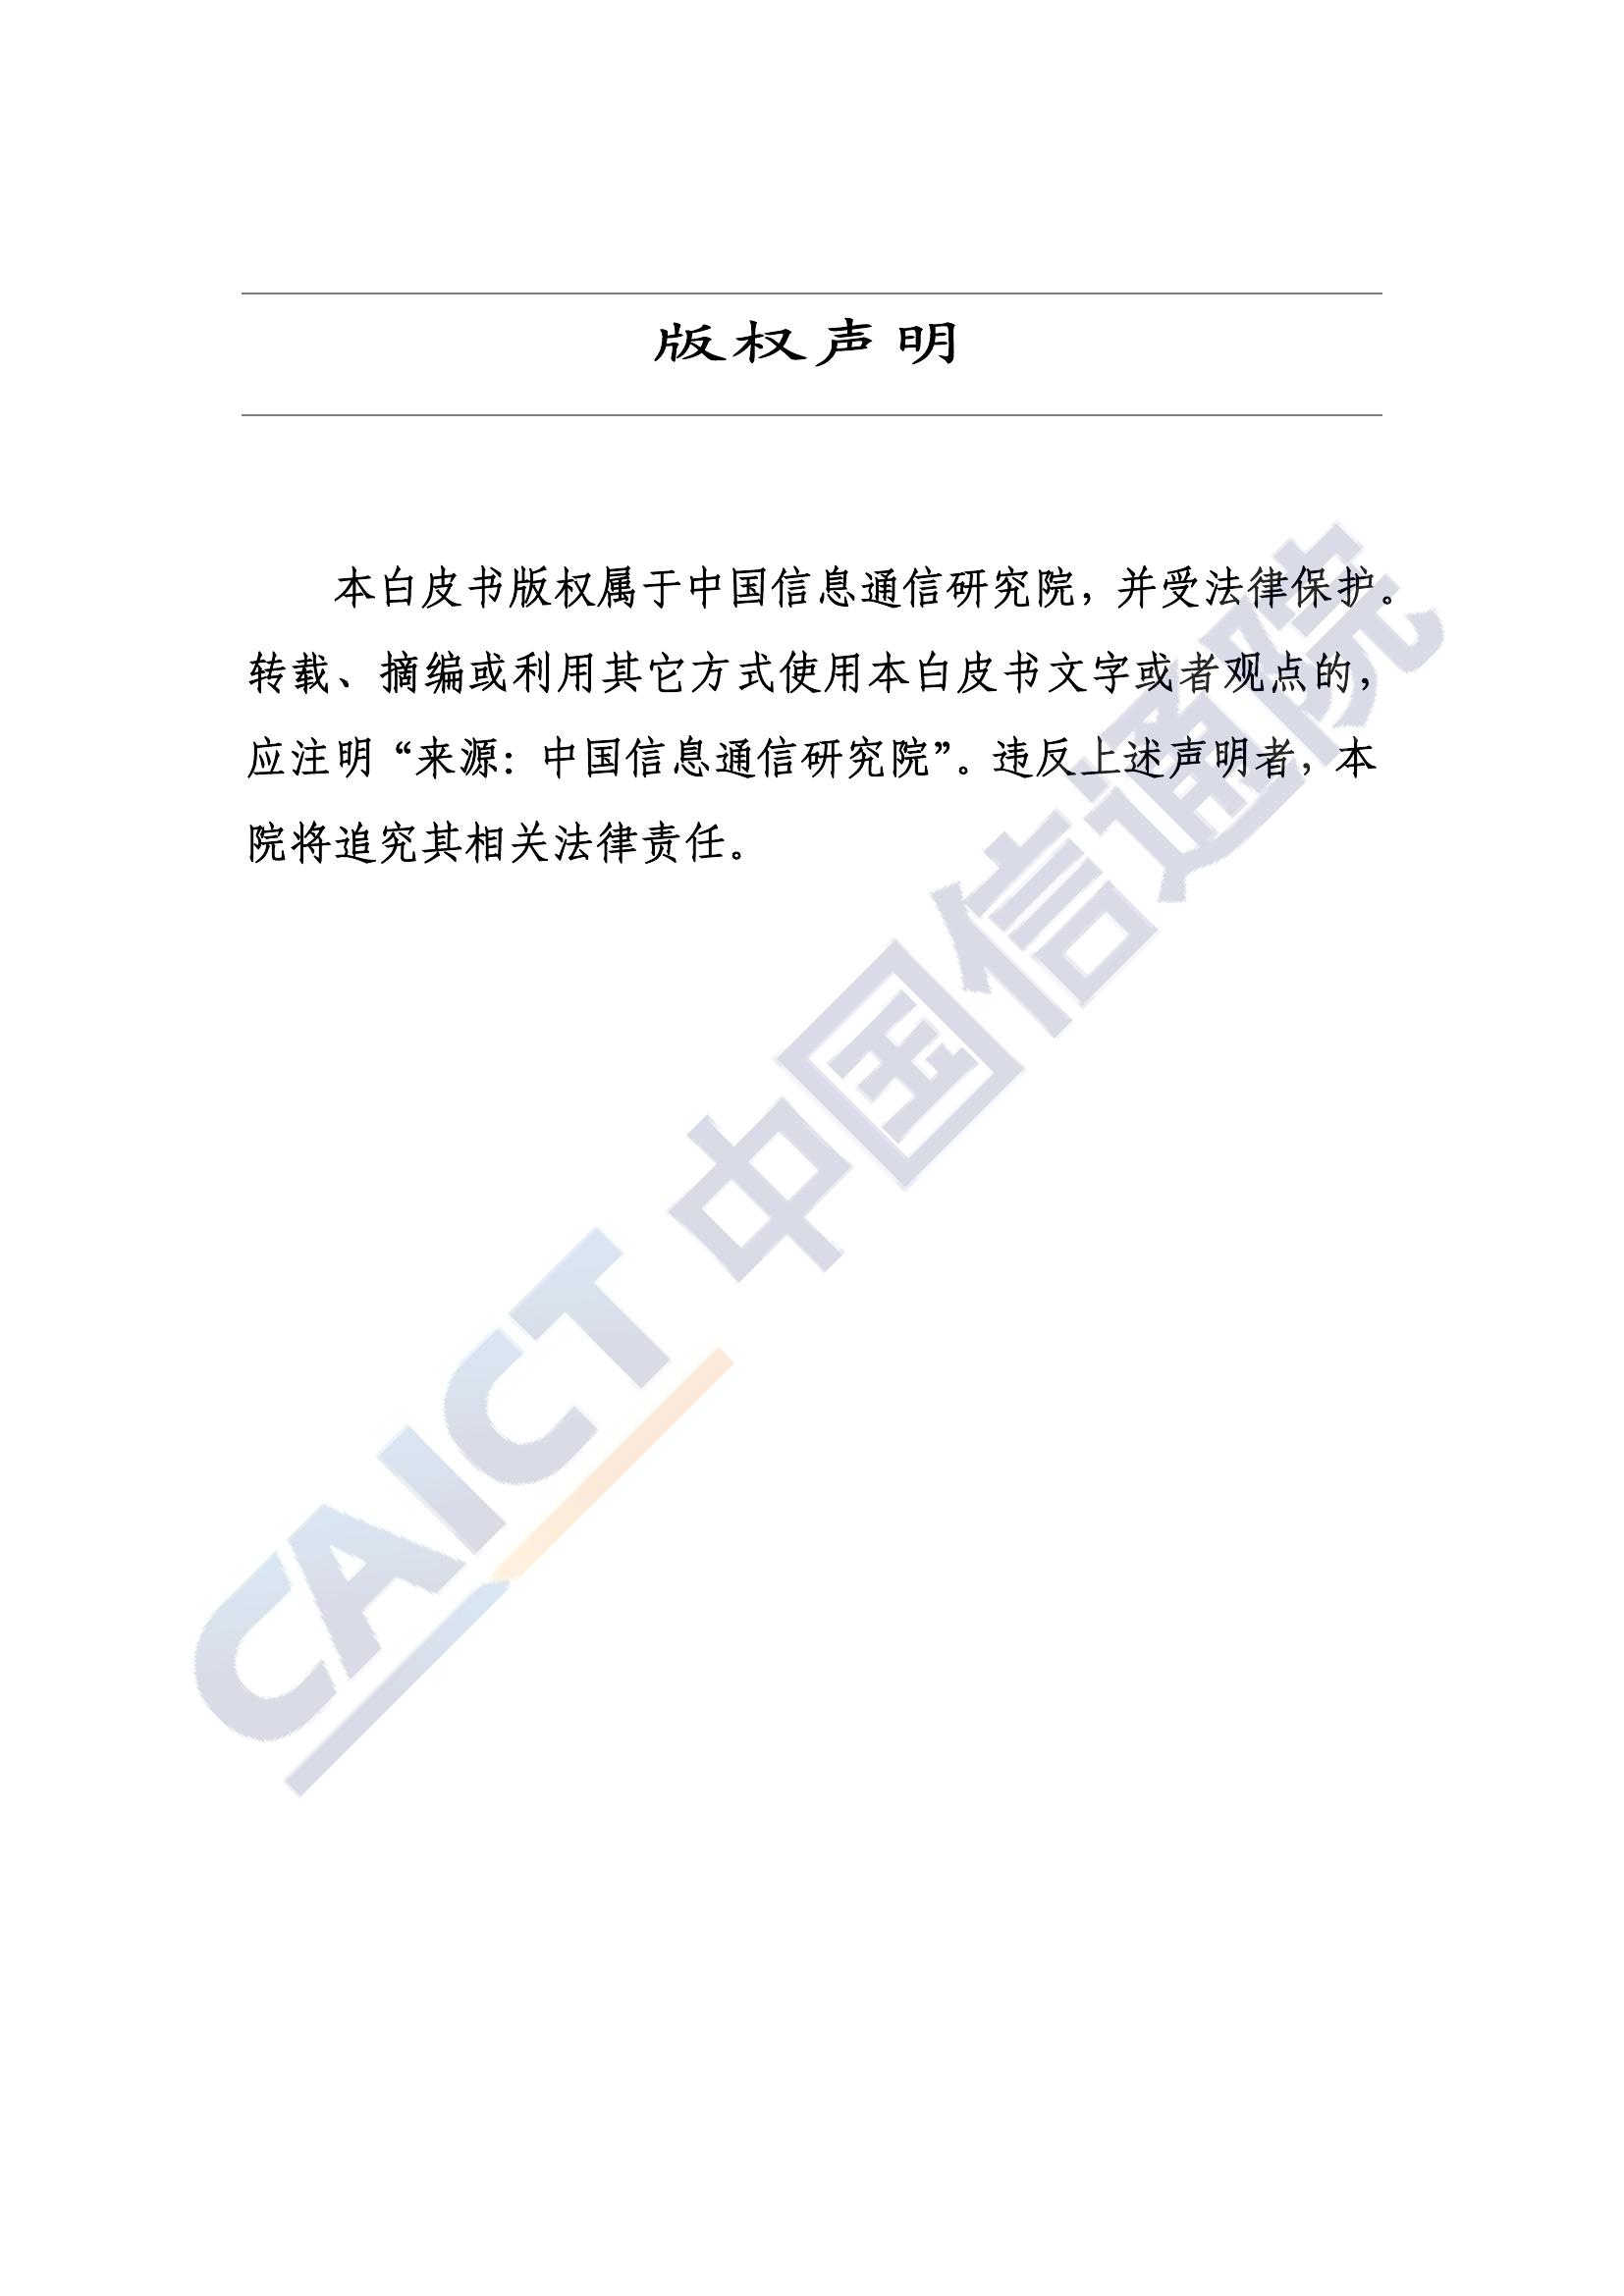 版权声明
本白皮书版权属于中国信息通信研究院，并受法律保护。
转载、摘编或利用其它方式使用本白皮书文字或者观点的，
应注明“来源：中国信息通信研究院”。违反上述声明者，本
院将追究其相关法律责任。
CAICT 中国信通院